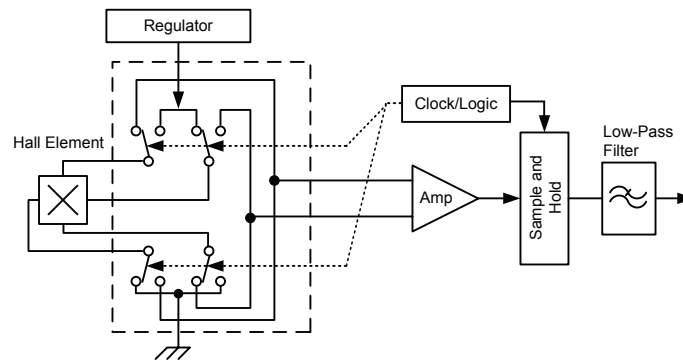 Regulator
Clock/Logic
Hall Element
Low-Pass
Filter
Amp
Sample and
Hold